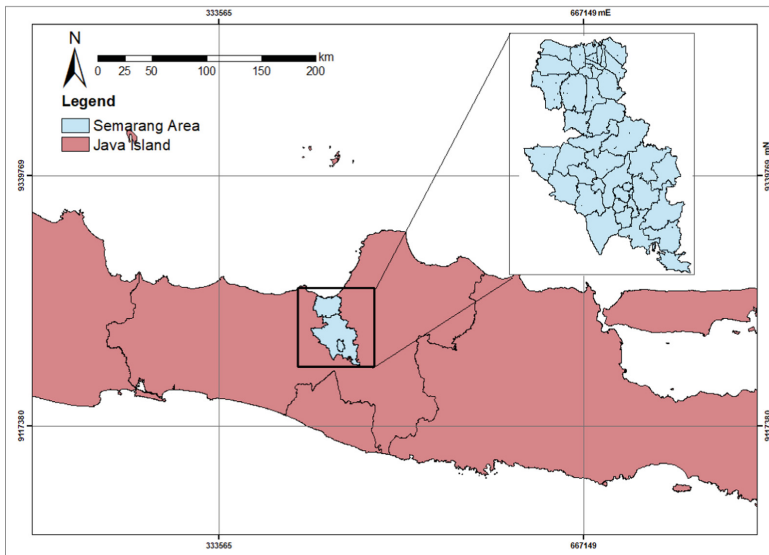 333565
667149 mE
N
km
0 25 50 100 150 200
Legend
Semarang Area
Java Island
9339769
9339769 mN
9117380
9117380
333565
667149